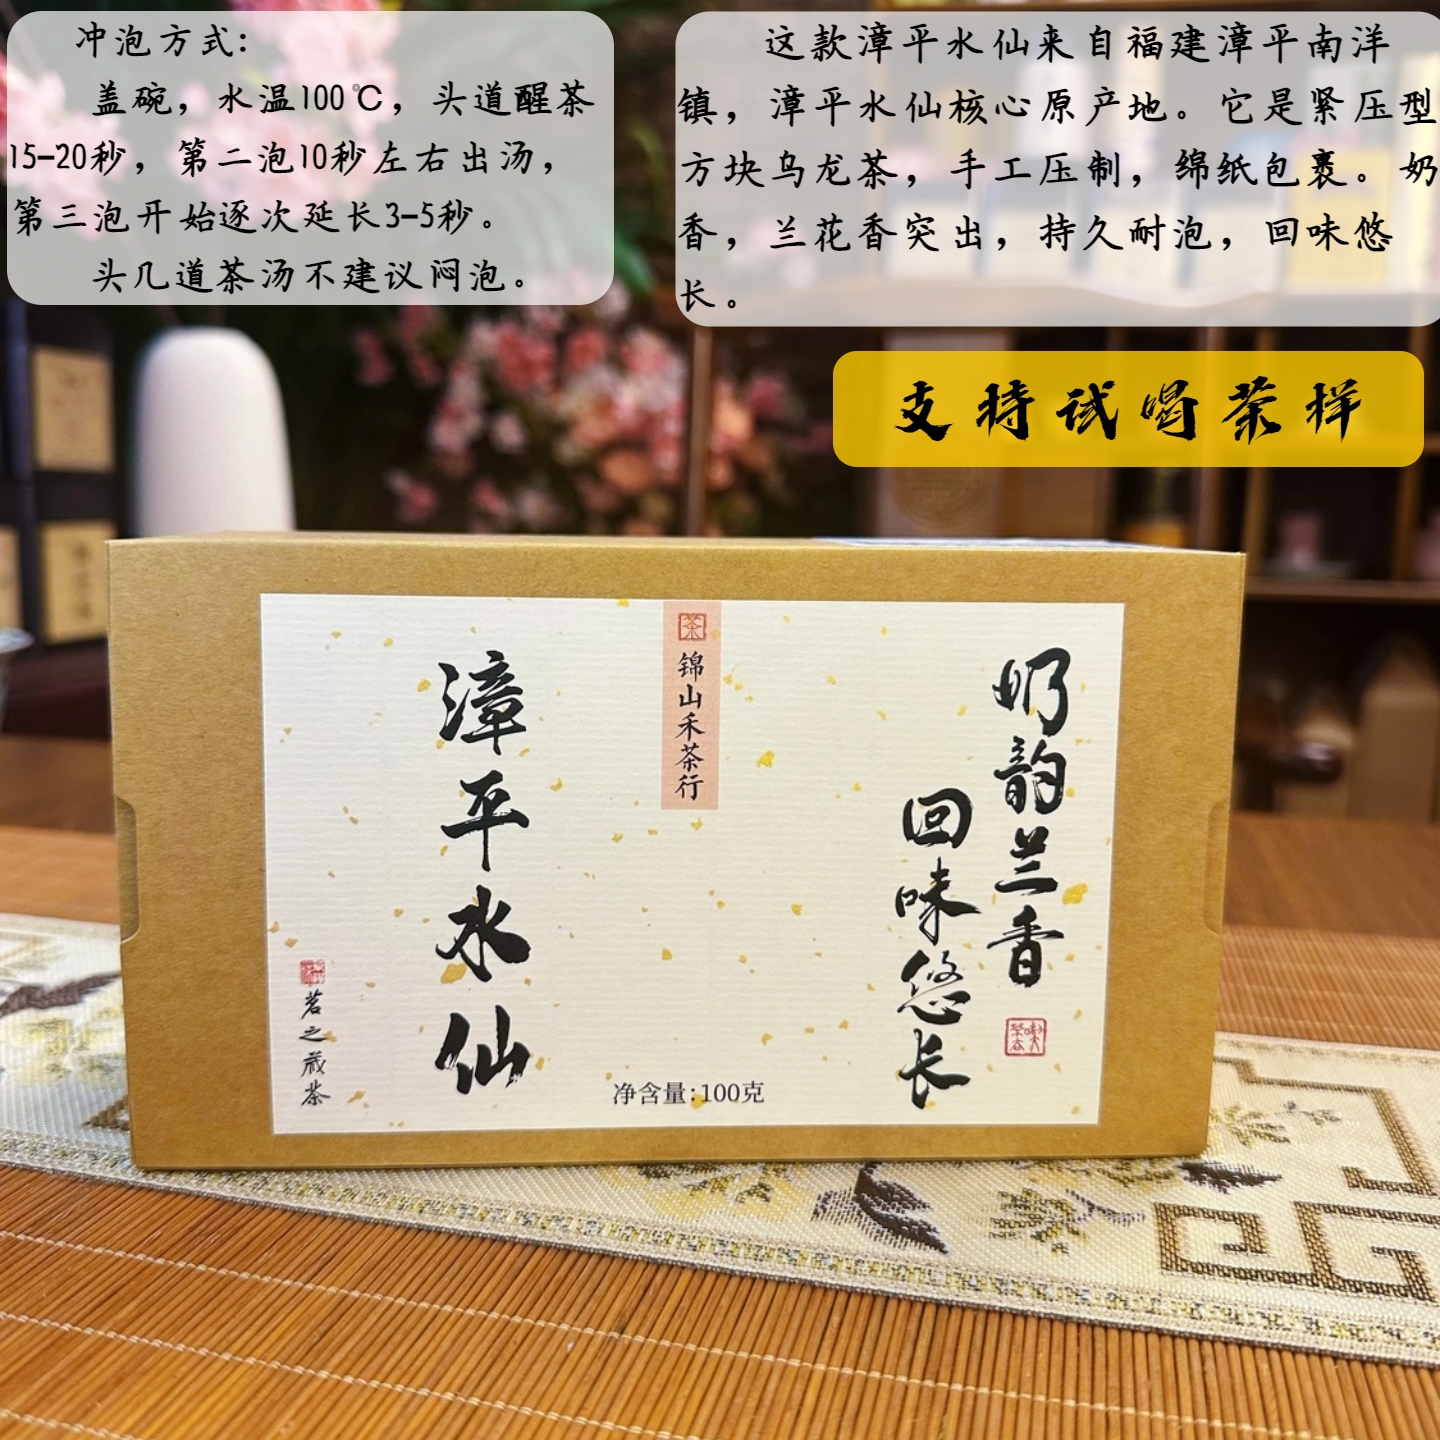 冲泡方式:
盖碗，水温100℃，头道醒茶
15-20秒，第二泡10秒左右出汤，
第三泡开始逐次延长3-5秒。
头几道茶汤不建议闷泡。
这款漳平水仙来自福建漳平南洋
镇，漳平水仙核心原产地。它是紧压型
方块乌龙茶，手工压制，绵纸包裹。奶
香，兰花香突出，持久耐泡，回味悠
长。
支持试喝茶样
奶韵兰香
回味悠长
茶
锦山禾茶行
漳平水仙
茗之藏茶
净含量:100克